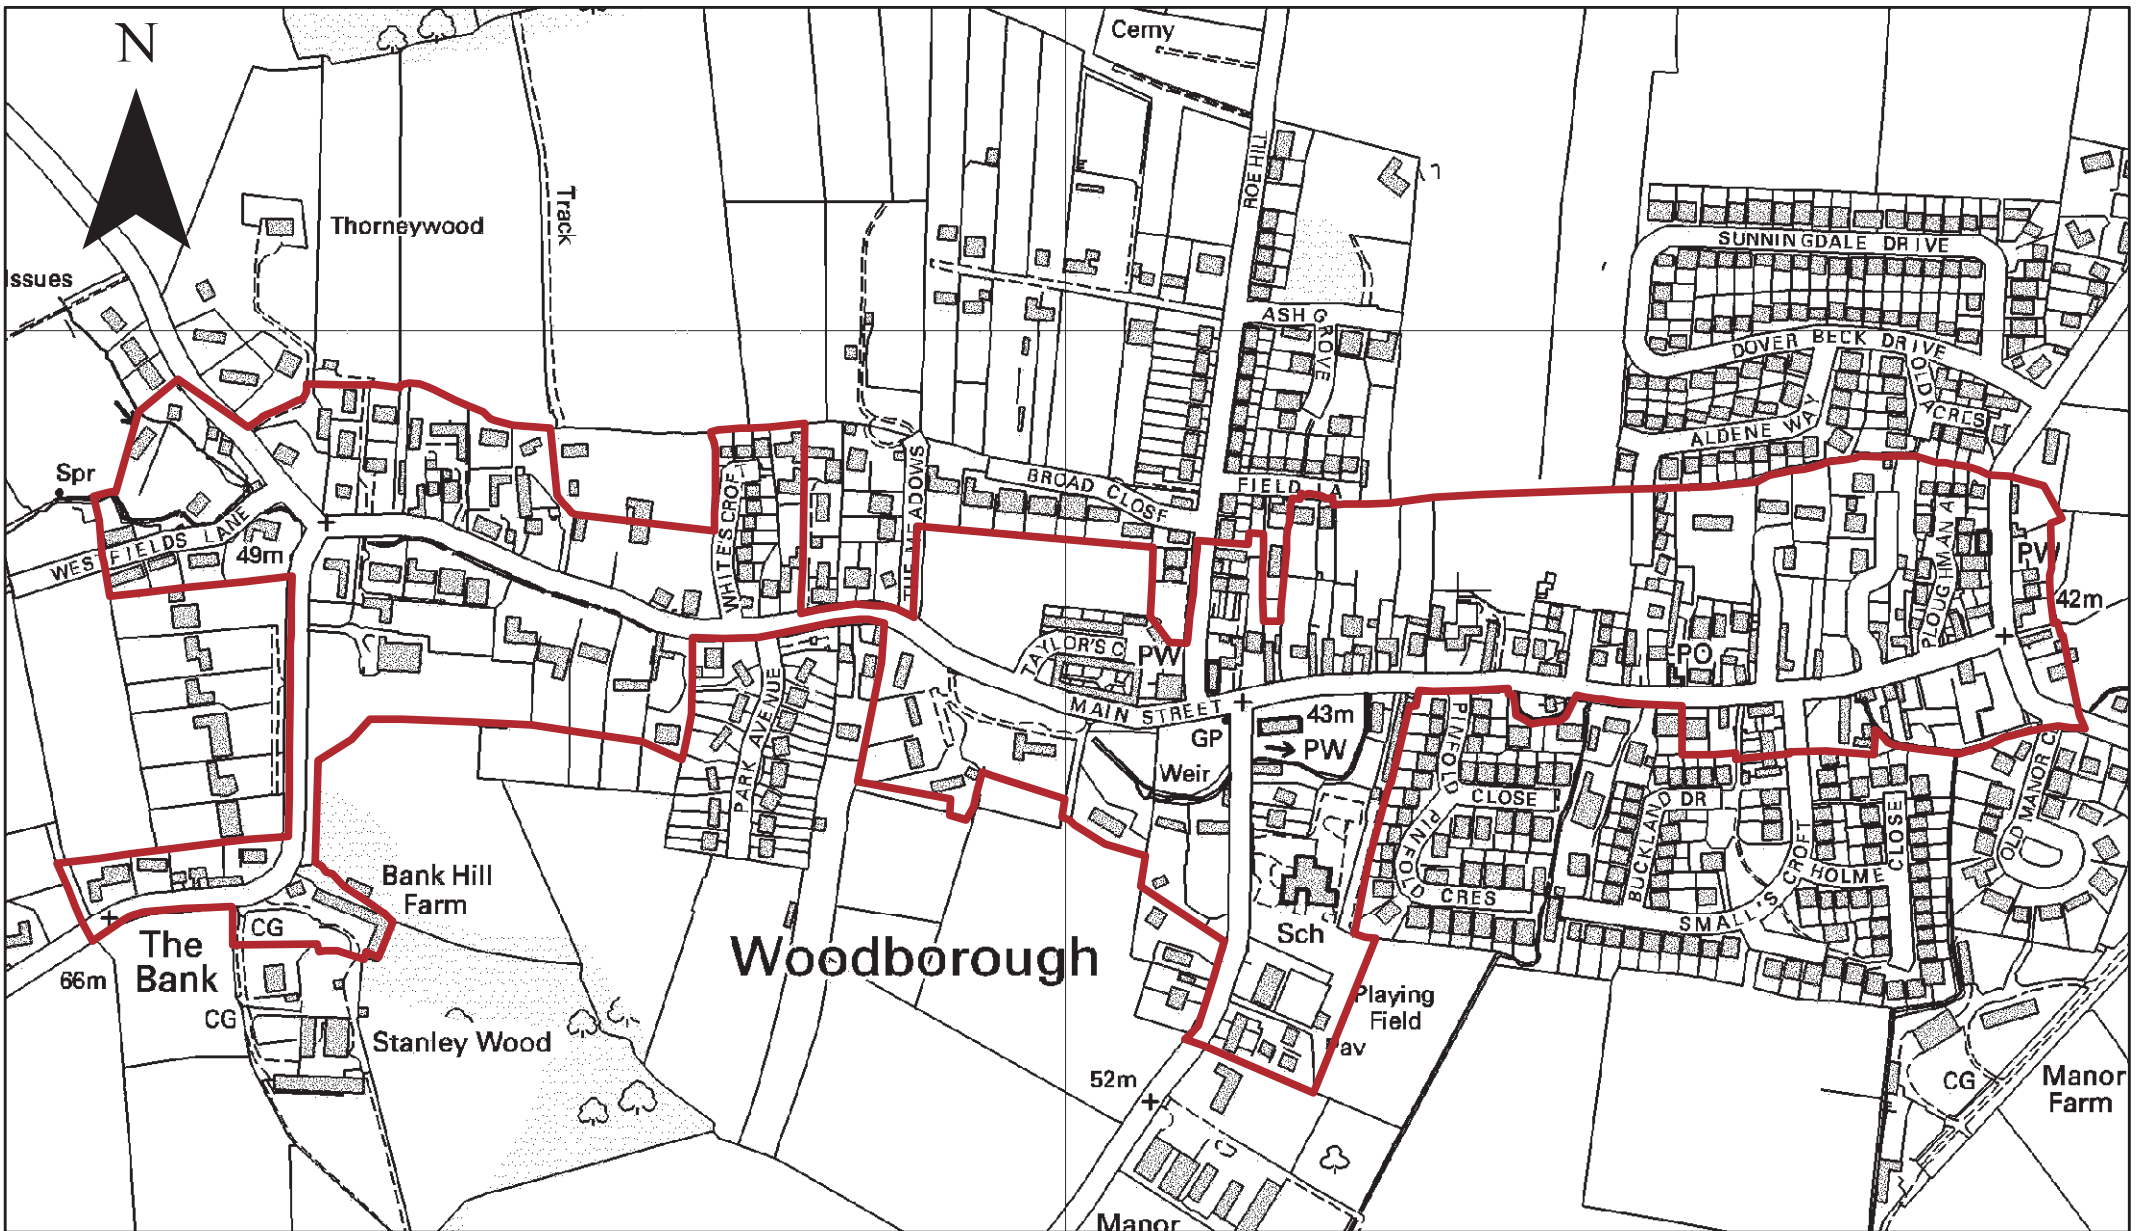 N
Cemy
Thorneywood
Track
ROE HILL
SUNNINGDALE DRIVE
Issues
ASH GROVE
DOVER BECK DRIVE
OLD ACRES
ALDENE WAY
Spr
BROAD CLOSE
FIELD LA
WESTFIELDS LANE
49m
WHITE'S CROFT
THE MEADOWS
PLOUGHMAN A
PW
42m
TAYLOR'S C
PW
PO
MAIN STREET
PARK AVENUE
GP
43m
PW
Weir
PINFOLD
CLOSE
PINFOLD
CRES
BUCKLAND DR
SMALL'S CROFT
HOLME CLOSE
OLD MANOR C
Bank Hill
Farm
CG
The
Bank
66m
Woodborough
Sch
CG
Stanley Wood
Playing
Field
Pav
52m
CG
Manor
Farm
Manor